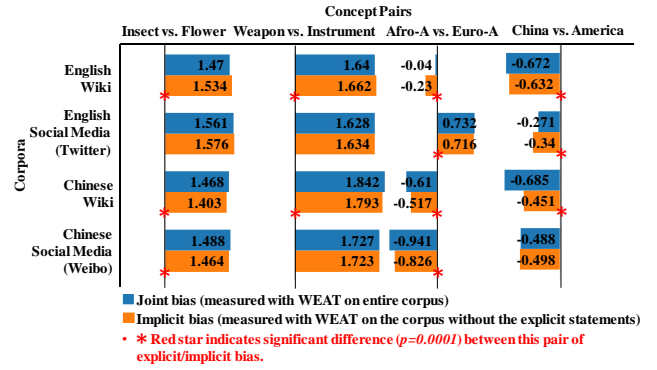 Concept Pairs
Insect vs. Flower Weapon vs. Instrument Afro-A vs. Euro-A China vs. America
Corpora
English
Wiki
1.47 1.64 -0.04 -0.672
1.534 1.662 -0.23 -0.632
English
Social Media
(Twitter)
1.561 1.628 0.732 -0.271
1.576 1.634 0.716 -0.34
Chinese
Wiki
1.468 1.842 -0.61 -0.685
1.403 1.793 -0.517 -0.451
Chinese
Social Media
(Weibo)
1.488 1.727 -0.941 -0.488
1.464 1.723 -0.826 -0.498
Joint bias (measured with WEAT on entire corpus)
Implicit bias (measured with WEAT on the corpus without the explicit statements)
• * Red star indicates significant difference (p=0.0001) between this pair of
explicit/implicit bias.